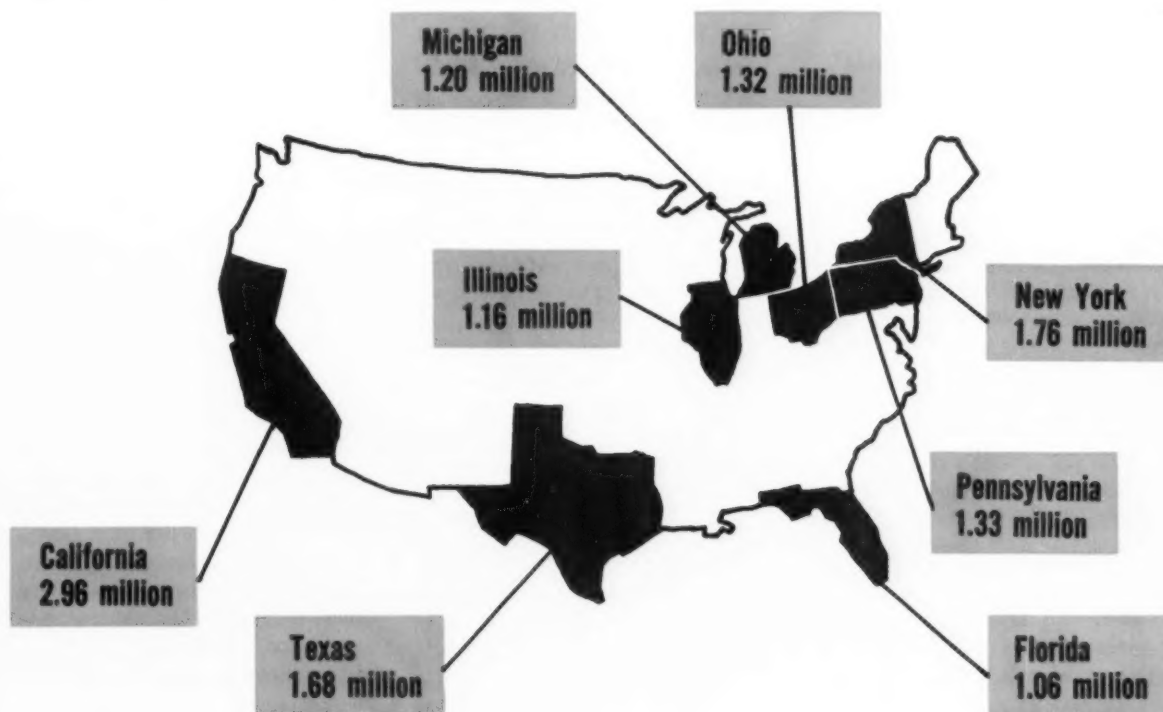 Michigan
1.20 million
Ohio
1.32 million
Illinois
1.16 million
New York
1.76 million
Pennsylvania
1.33 million
California
2.96 million
Texas
1.68 million
Florida
1.06 million